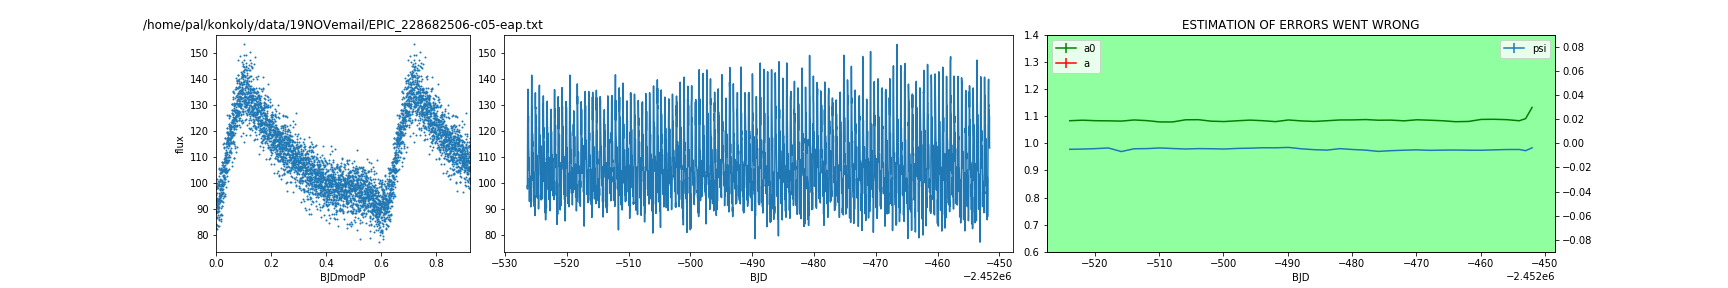 /home/pal/konkoly/data/19NOVemail/EPIC_228682506-c05-eap.txt
150
140
130
120
110
100
90
80
flux
0.0 0.2 0.4 0.6 0.8
BJDmodP
150
140
130
120
110
100
90
80
−530 −520 −510 −500 −490 −480 −470 −460 −450
−2.452e6
BJD
ESTIMATION OF ERRORS WENT WRONG
1.4
1.3
1.2
1.1
1.0
0.9
0.8
0.7
0.6
a0
a
psi
0.08
0.06
0.04
0.02
0.00
−0.02
−0.04
−0.06
−0.08
−520 −510 −500 −490 −480 −470 −460 −450
−2.452e6
BJD